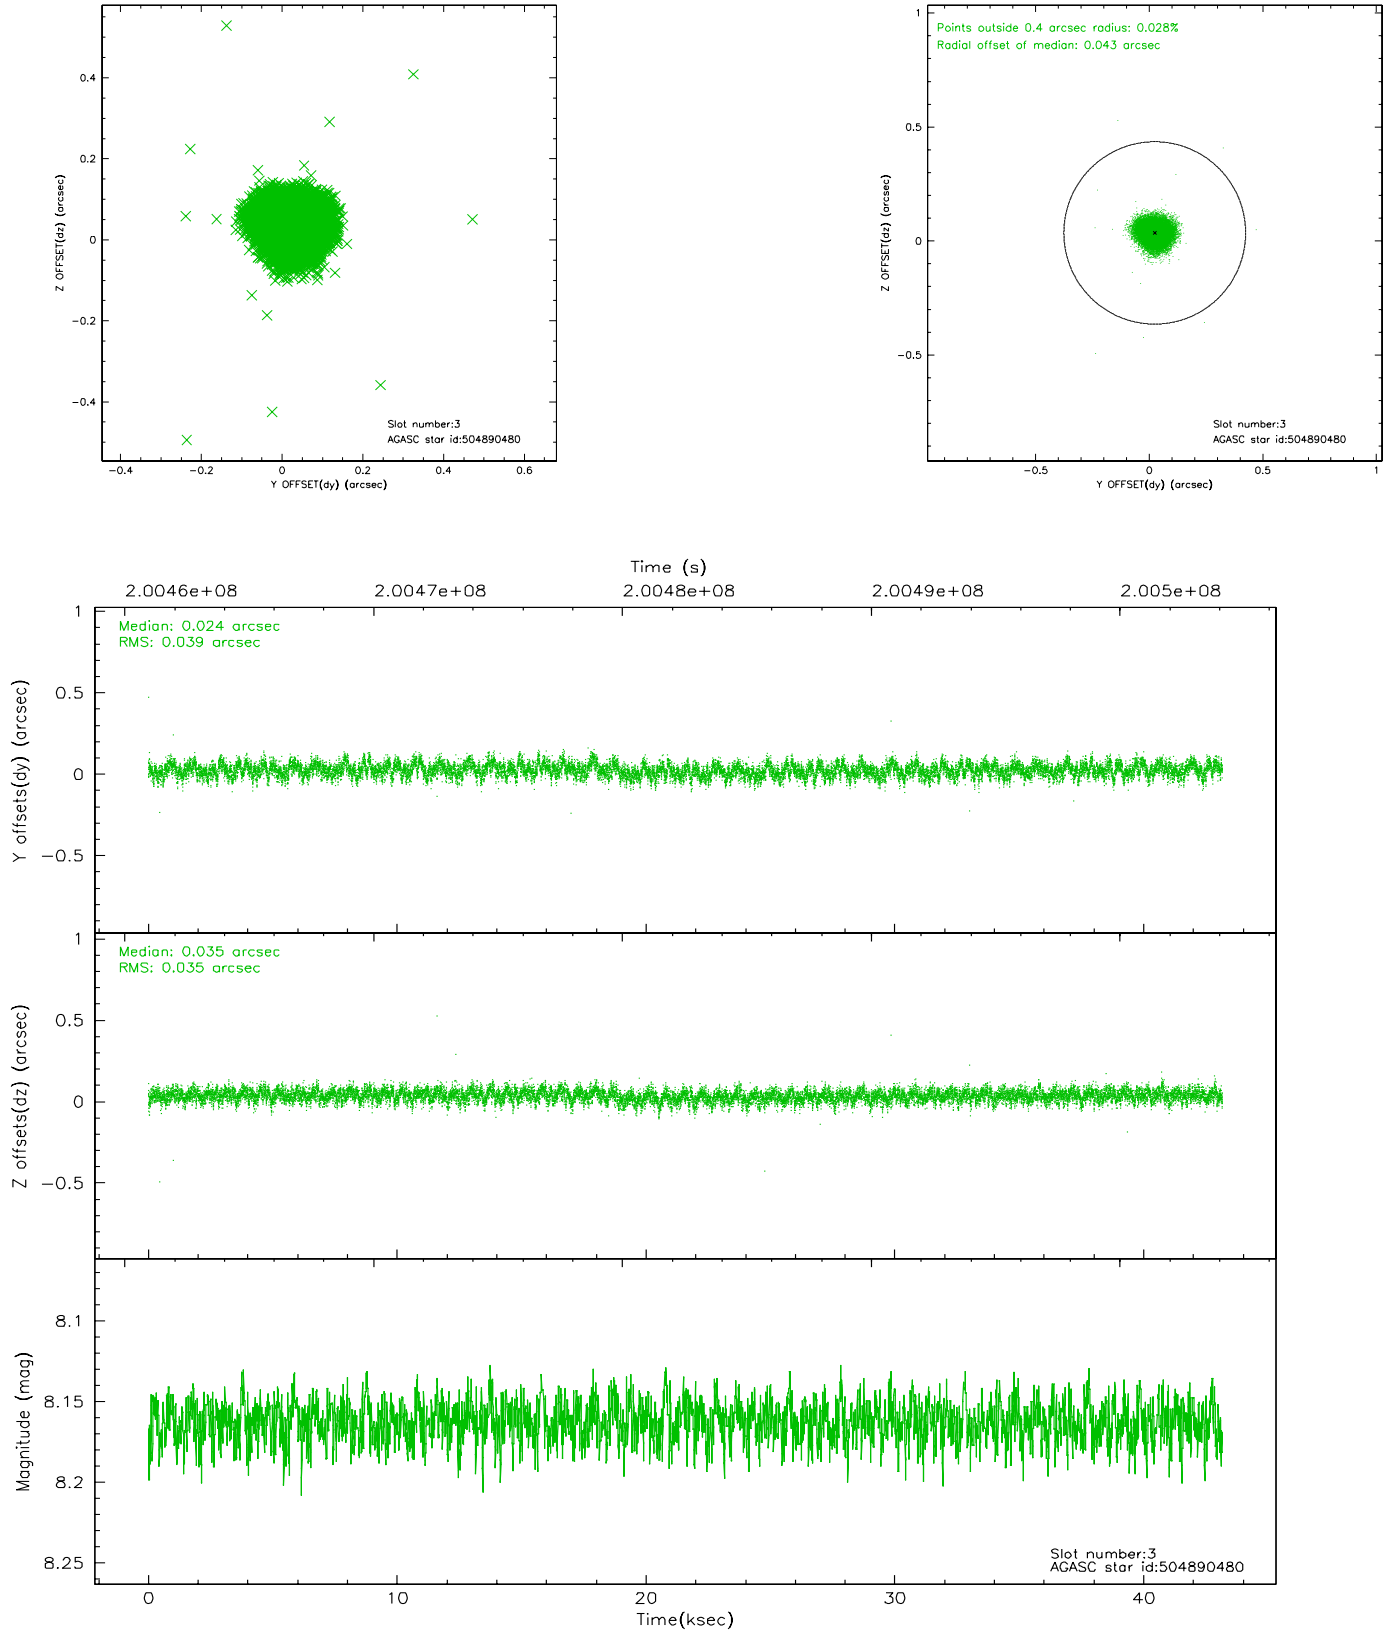 0.4
0.2
0
−0.2
−0.4
Z OFFSET(dz) (arcsec)
Slot number:3
AGASC star id:504890480
−0.4 −0.2 0 0.2 0.4 0.6
Y OFFSET(dy) (arcsec)
Points outside 0.4 arcsec radius: 0.028%
Radial offset of median: 0.043 arcsec
1
0.5
0
−0.5
Z OFFSET(dz) (arcsec)
Slot number:3
AGASC star id:504890480
−0.5 0 0.5 1
Y OFFSET(dy) (arcsec)
Time (s)
2.0046e+08 2.0047e+08 2.0048e+08 2.0049e+08 2.005e+08
Median: 0.024 arcsec
RMS: 0.039 arcsec
1
0.5
0
−0.5
Y offsets(dy) (arcsec)
Median: 0.035 arcsec
RMS: 0.035 arcsec
1
0.5
0
−0.5
Z offsets(dz) (arcsec)
8.1
8.15
8.2
8.25
Magnitude (mag)
Slot number:3
AGASC star id:504890480
0 10 20 30 40
Time(ksec)